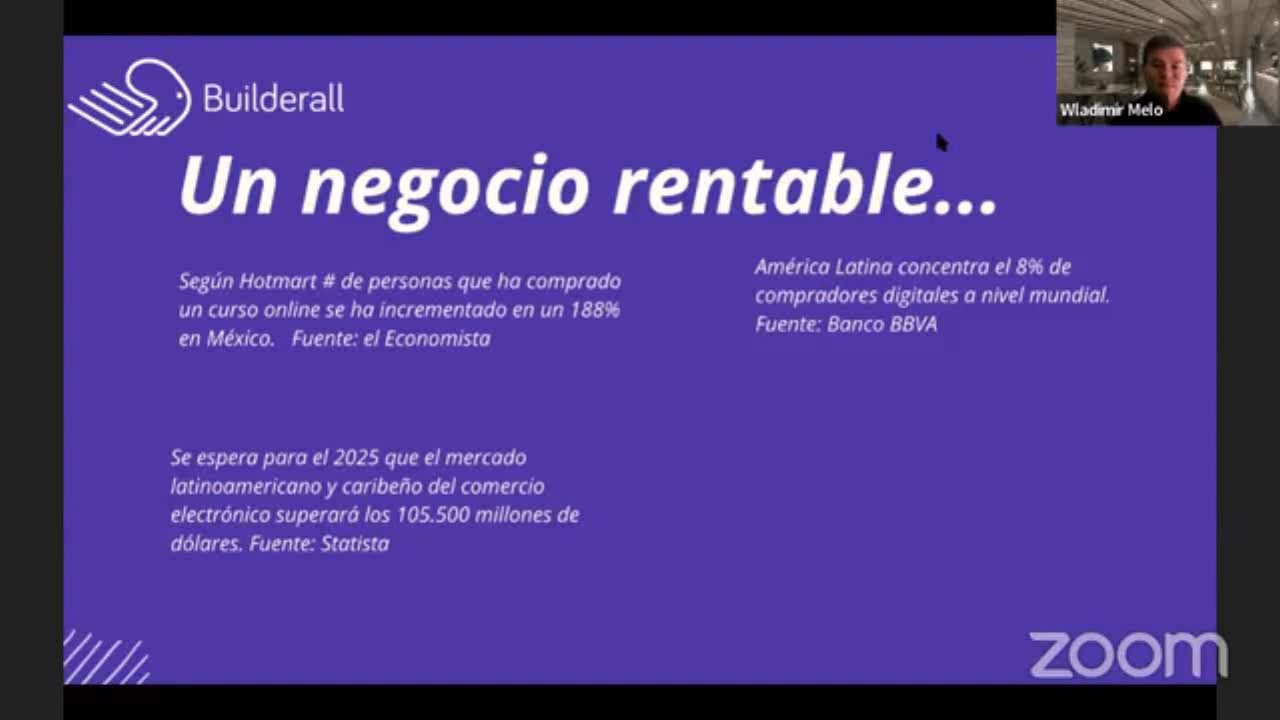 Builderall
Wladimir Melo
Un negocio rentable...
Según Hotmart # de personas que ha comprado
un curso online se ha incrementado en un 188%
en México. Fuente: el Economista
América Latina concentra el 8% de
compradores digitales a nivel mundial.
Fuente: Banco BBVA
Se espera para el 2025 que el mercado
latinoamericano y caribeño del comercio
electrónico superará los 105.500 millones de
dólares. Fuente: Statista
zoom